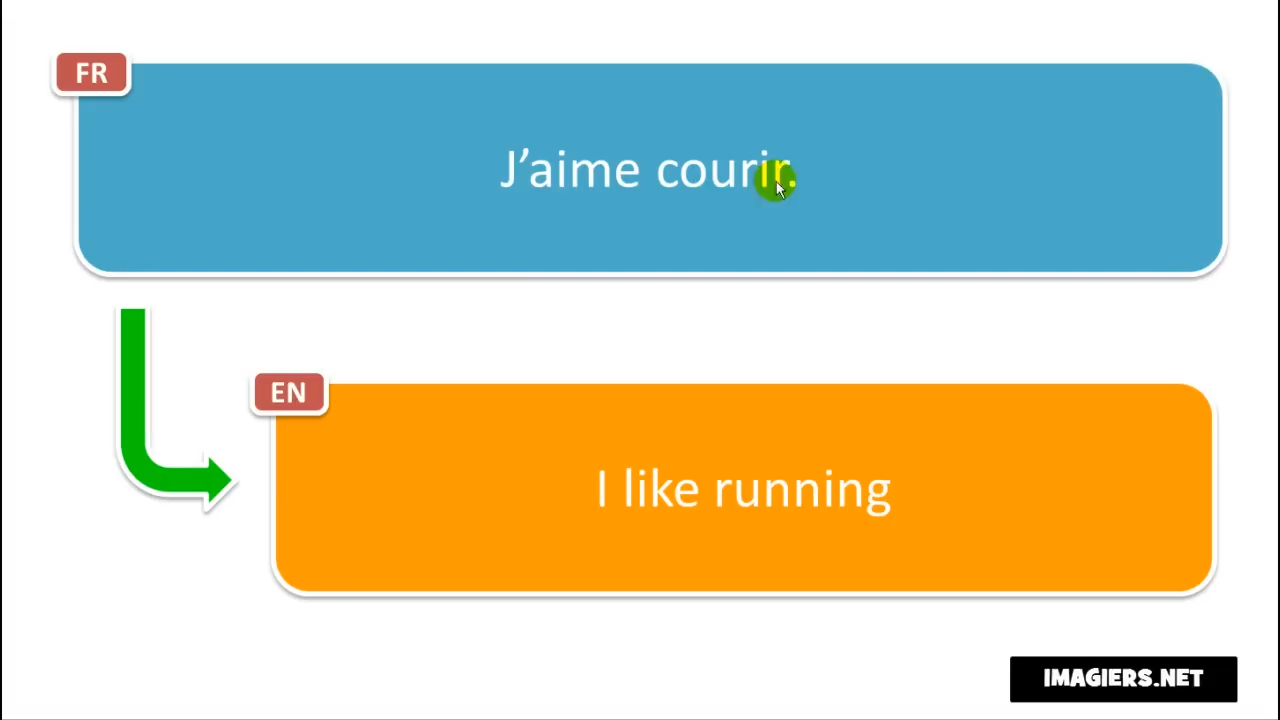 FR
J’aime courir.
EN
I like running
IMAGIERS.NET